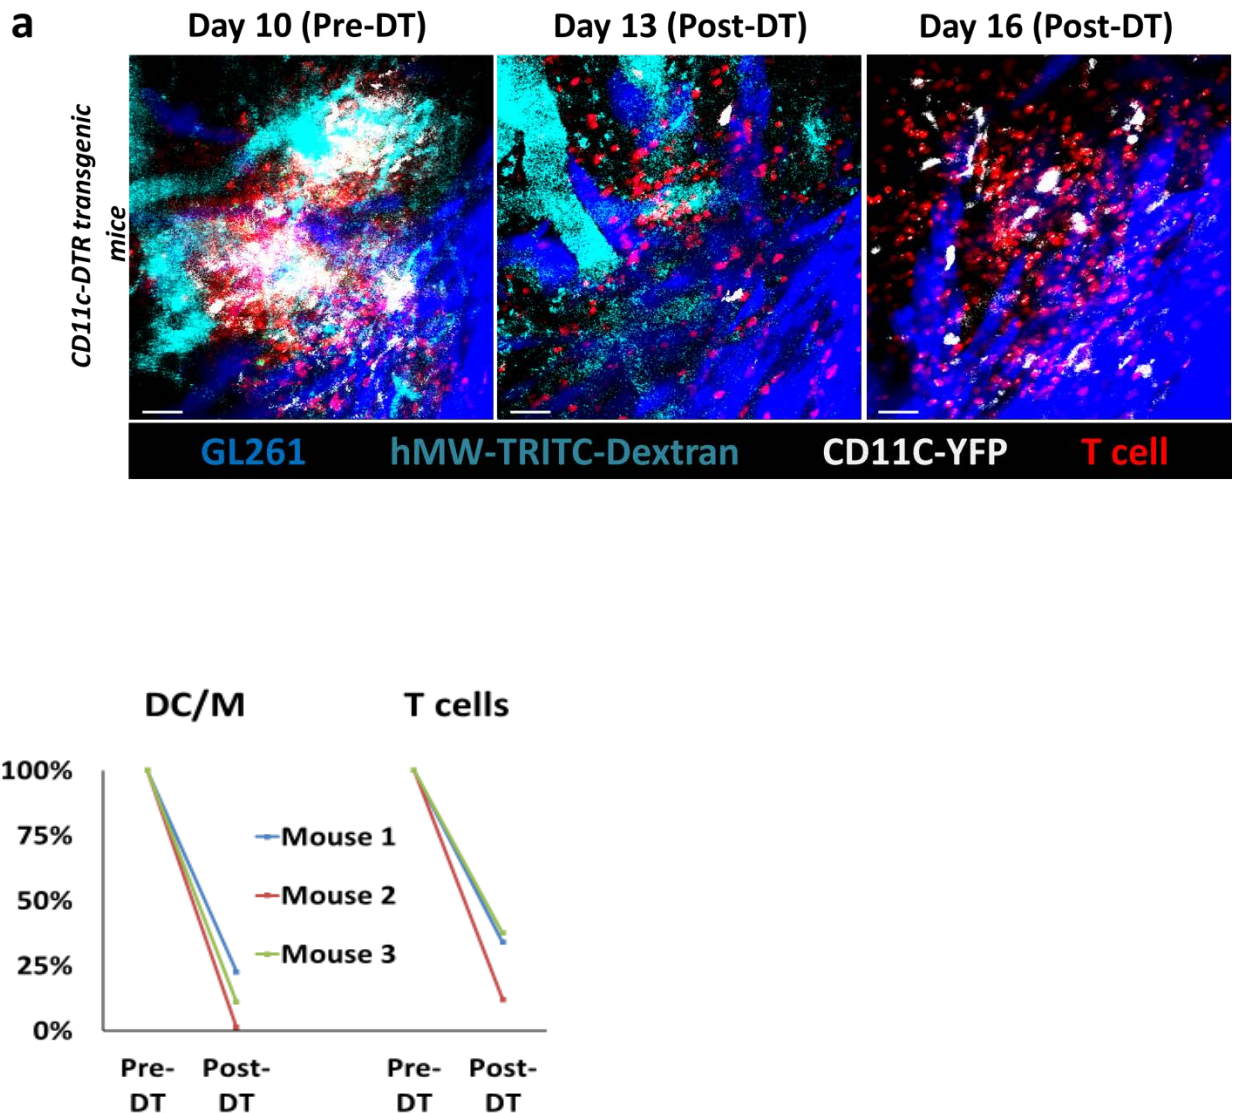 a
Day 10 (Pre-DT)
Day 13 (Post-DT)
Day 16 (Post-DT)
CD11c-DTR transgenic
mice
GL261
hMW-TRITC-Dextran
CD11C-YFP
T cell
DC/M
T cells
100%
75%
50%
25%
0%
Mouse 1
Mouse 2
Mouse 3
Pre-
DT
Post-
DT
Pre-
DT
Post-
DT